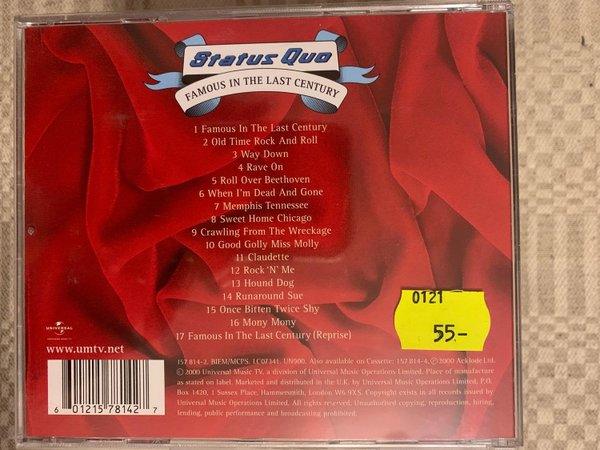 Status Quo
FAMOUS IN THE LAST CENTURY
1 Famous In The Last Century
2 Old Time Rock And Roll
3 Way Down
4 Rave On
5 Roll Over Beethoven
6 When I'm Dead And Gone
7 Memphis Tennessee
8 Sweet Home Chicago
9 Crawling From The Wreckage
10 Good Golly Miss Molly
11 Claudette
12 Rock 'N' Me
13 Hound Dog
14 Runaround Sue
15 Once Bitten Twice Shy
16 Mony Mony
17 Famous In The Last Century (Reprise)
0121
55-
UNIVERSAL
www.umtv.net
157 814-2. BIEM/MCPS. LC07341. UN900. Also available on Cassette: 157 814-4. ℗ 2000 Acklode Ltd.
© 2000 Universal Music TV. a division of Universal Music Operations Limited. Place of manufacture
as stated on label. Marketed and distributed in the U.K. by Universal Music Operations Limited, P.O.
Box 1420, 1 Sussex Place, Hammersmith, London W6 9XS. Copyright exists in all records issued by
Universal Music Operations Limited. All rights reserved. Unauthorised copying, reproduction, hiring,
lending, public performance and broadcasting prohibited.
6 01215 78142 7